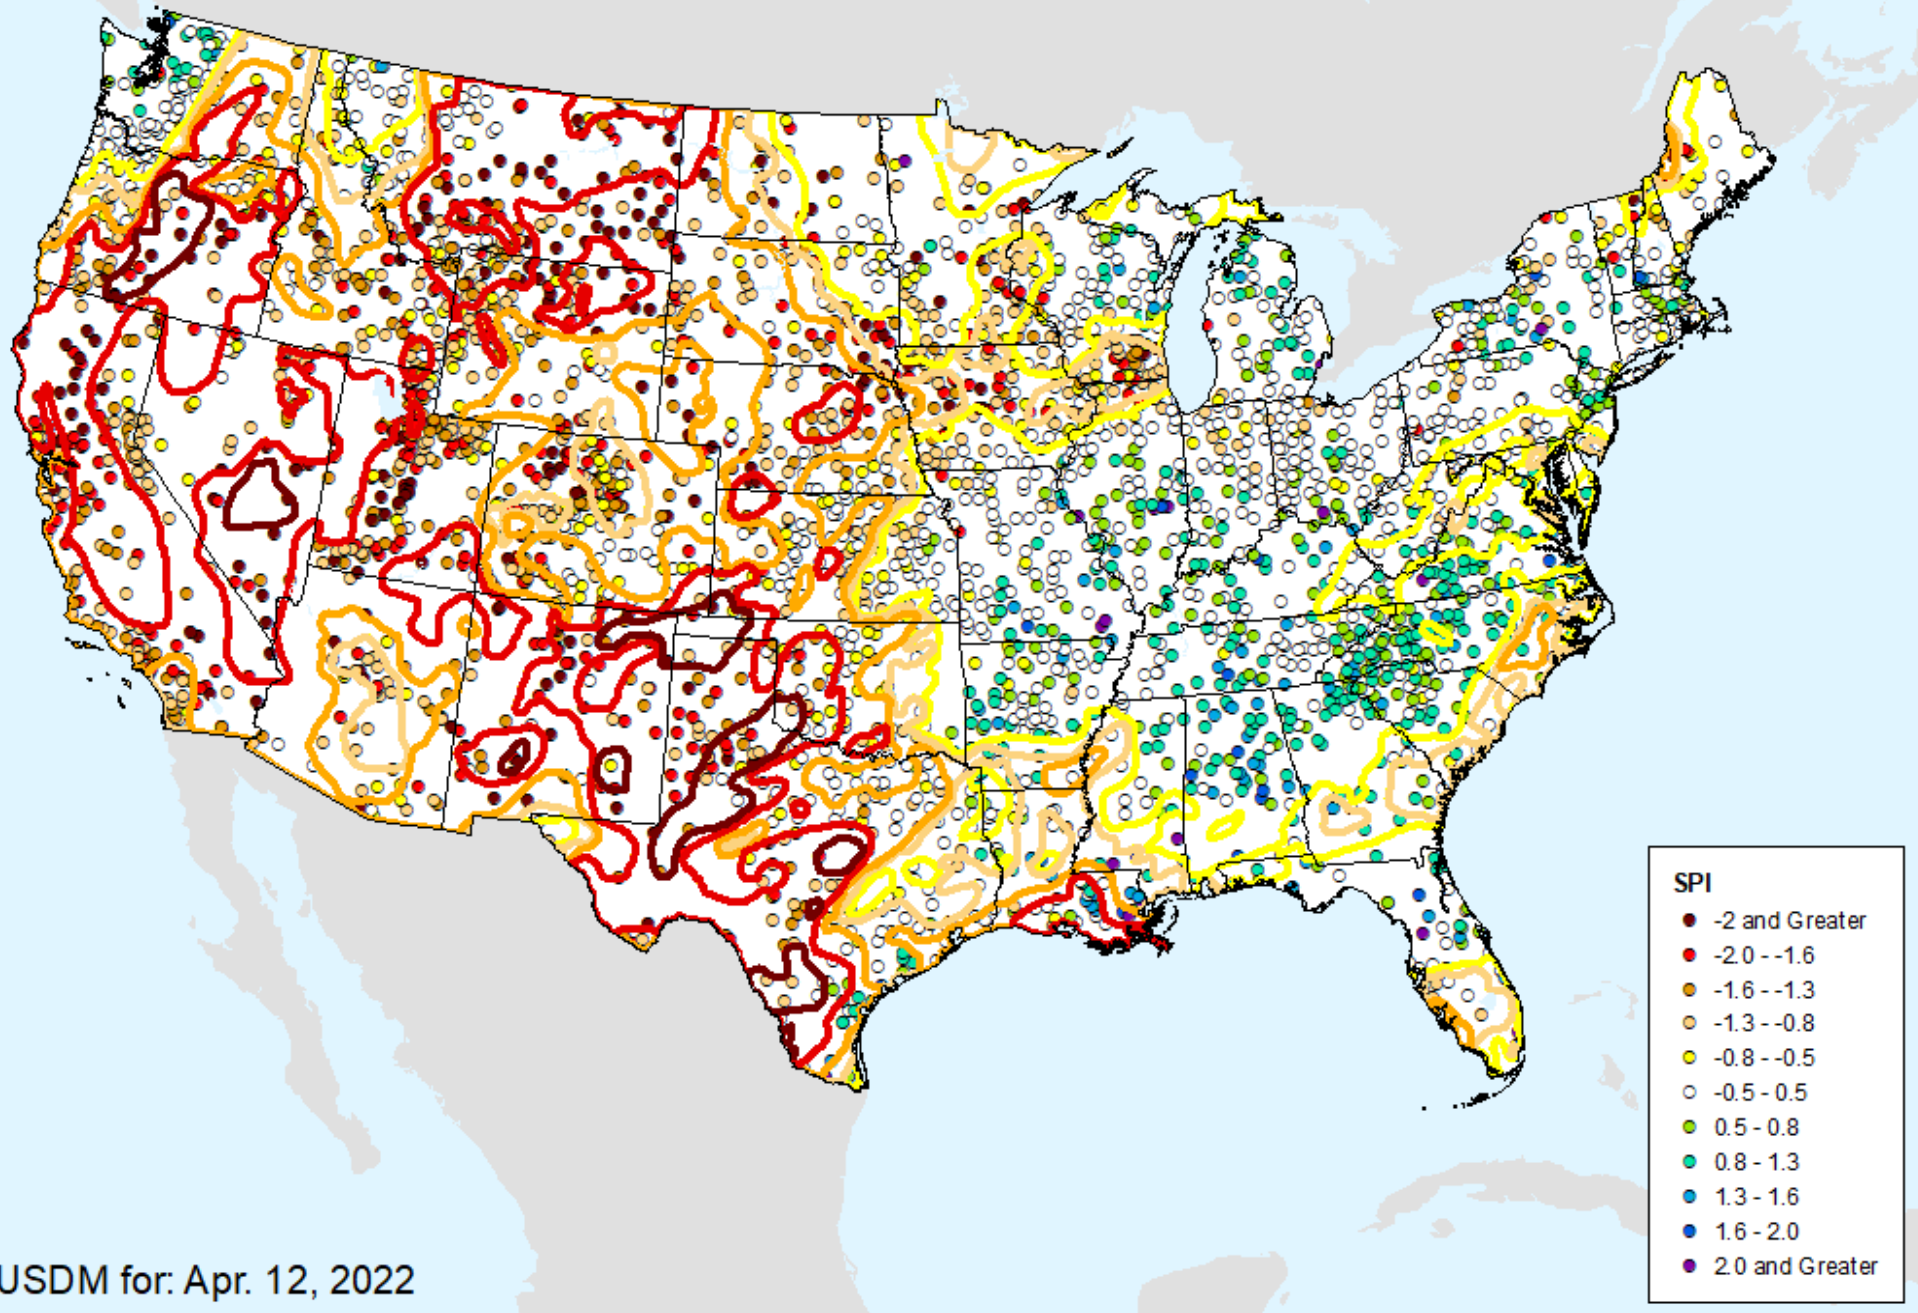 SPI
-2 and Greater
-2.0 - -1.6
-1.6 - -1.3
-1.3 - -0.8
-0.8 - -0.5
-0.5 - 0.5
0.5 - 0.8
0.8 - 1.3
1.3 - 1.6
1.6 - 2.0
2.0 and Greater
USDM for: Apr. 12, 2022